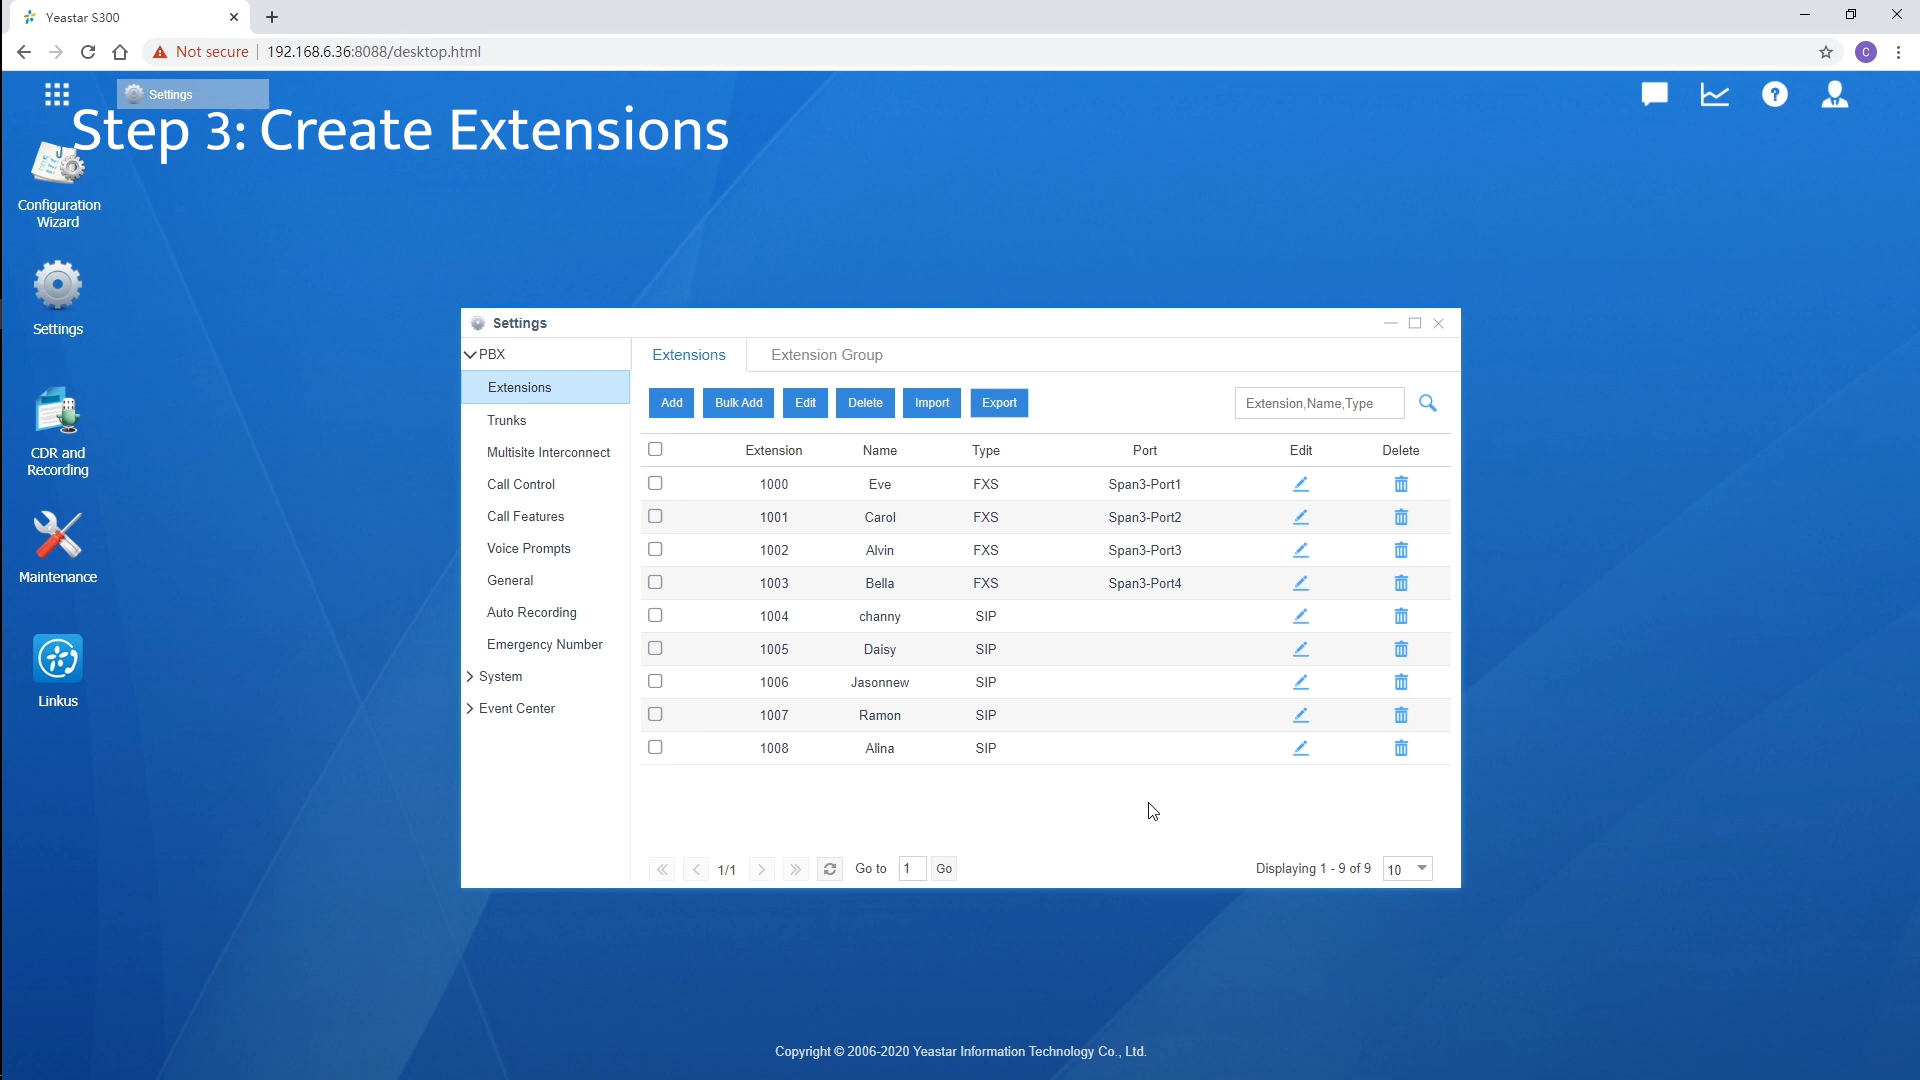 Yeastar S300
Not secure
192.168.6.36:8088/desktop.html
C
Settings
Step 3: Create Extensions
Configuration
Wizard
Settings
CDR and
Recording
Maintenance
Linkus
Settings
PBX
Extensions
Trunks
Multisite Interconnect
Call Control
Call Features
Voice Prompts
General
Auto Recording
Emergency Number
System
Event Center
Extensions Extension Group
Add Bulk Add Edit Delete Import Export Extension,Name,Type
Extension Name Type Port Edit Delete
1000 Eve FXS Span3-Port1
1001 Carol FXS Span3-Port2
1002 Alvin FXS Span3-Port3
1003 Bella FXS Span3-Port4
1004 channy SIP
1005 Daisy SIP
1006 Jasonnew SIP
1007 Ramon SIP
1008 Alina SIP
1/1 Go to 1 Go Displaying 1 - 9 of 9 10
Copyright © 2006-2020 Yeastar Information Technology Co., Ltd.